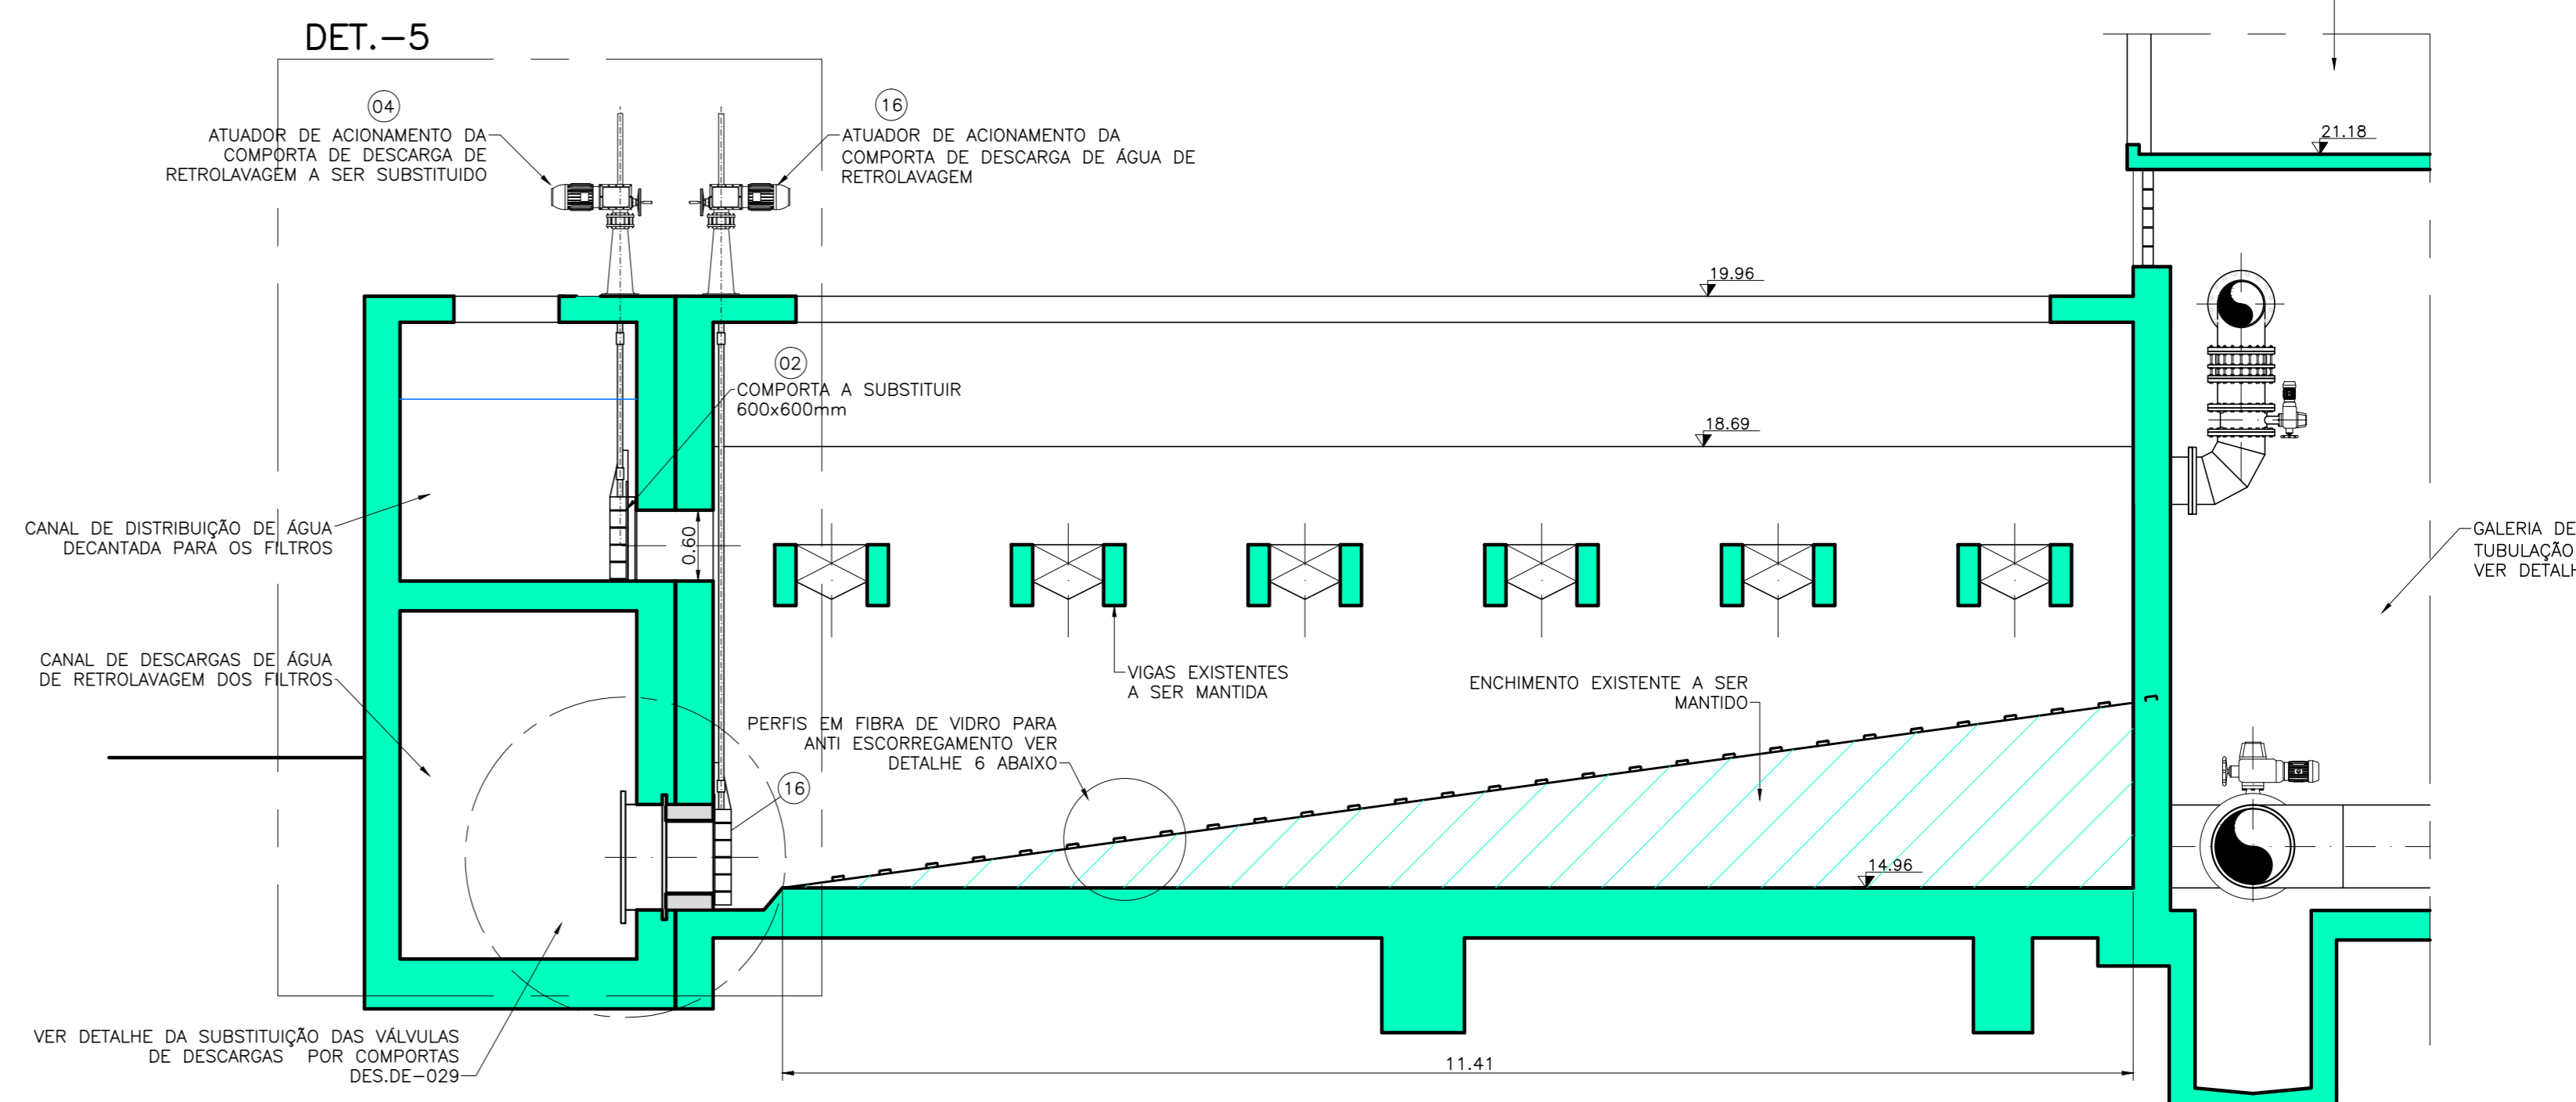 DET.-5
04
ATUADOR DE ACIONAMENTO DA
COMPORTA DE DESCARGA DE
RETROLAVAGEM A SER SUBSTITUIDO
16
ATUADOR DE ACIONAMENTO DA
COMPORTA DE DESCARGA DE ÁGUA DE
RETROLAVAGEM
21.18
19.96
02
COMPORTA A SUBSTITUIR
600x600mm
18.69
CANAL DE DISTRIBUIÇÃO DE ÁGUA
DECANTADA PARA OS FILTROS
0.60
GALERIA DE
TUBULAÇÃO
VER DETALH
CANAL DE DESCARGAS DE ÁGUA
DE RETROLAVAGEM DOS FILTROS
VIGAS EXISTENTES
A SER MANTIDA
ENCHIMENTO EXISTENTE A SER
MANTIDO
PERFIS EM FIBRA DE VIDRO PARA
ANTI ESCORREGAMENTO VER
DETALHE 6 ABAIXO
16
14.96
VER DETALHE DA SUBSTITUIÇÃO DAS VÁLVULAS
DE DESCARGAS POR COMPORTAS
DES.DE-029
11.41